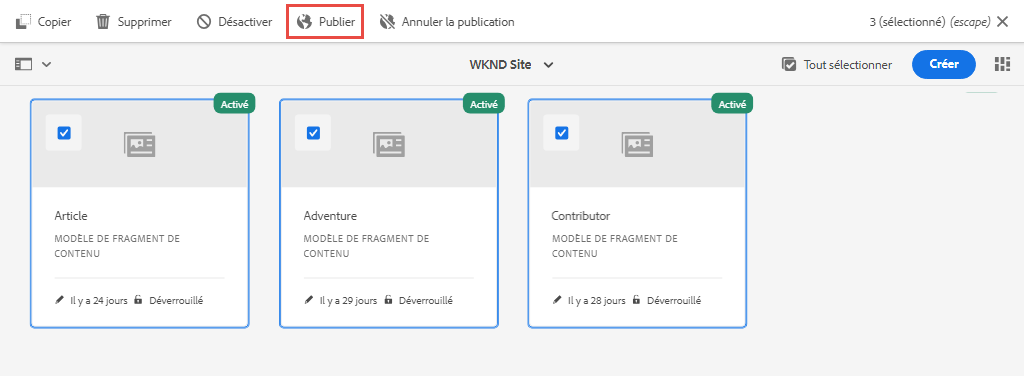 Copier Supprimer Désactiver Publier Annuler la publication 3 (sélectionné) (escape)
WKND Site Tout sélectionner Créer
Activé Activé Activé
Article Adventure Contributor
MODÈLE DE FRAGMENT DE MODÈLE DE FRAGMENT DE MODÈLE DE FRAGMENT DE
CONTENU CONTENU CONTENU
Il y a 24 jours Déverrouillé Il y a 29 jours Déverrouillé Il y a 28 jours Déverrouillé